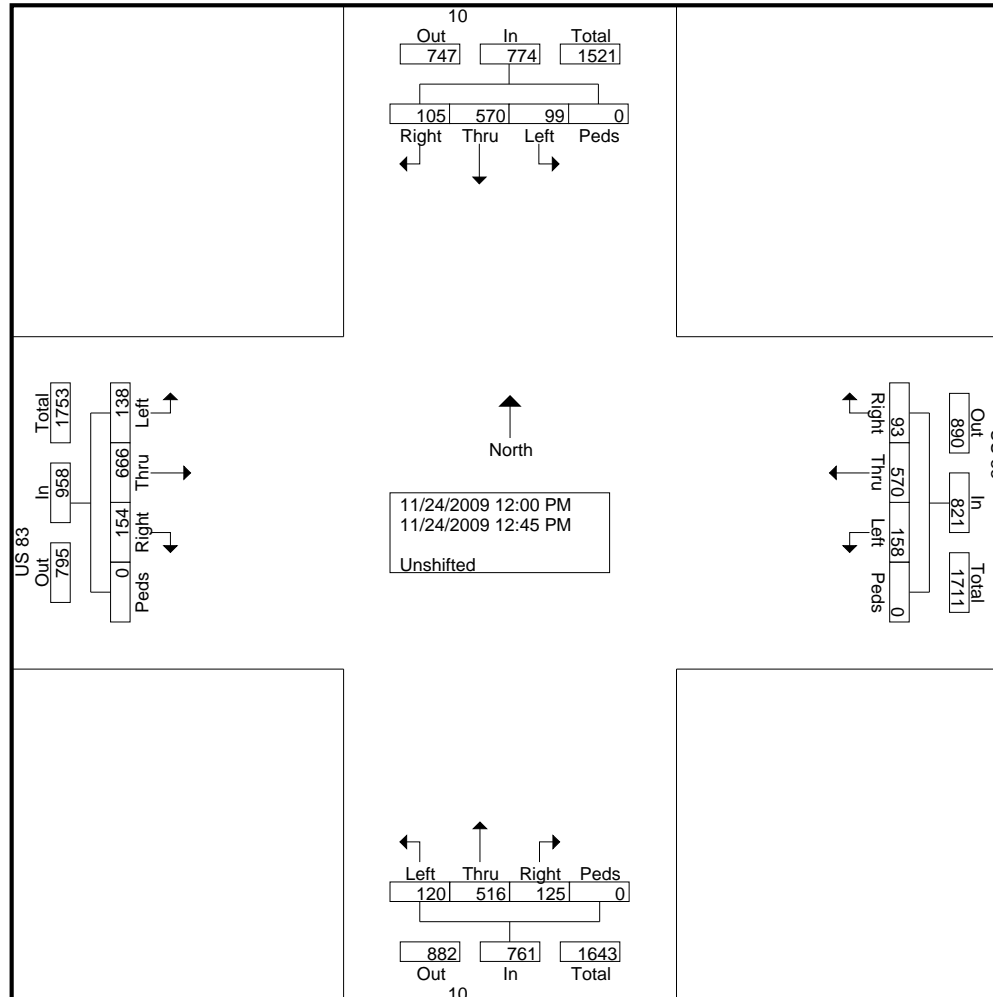 10
Out In Total
747 774 1521
105 570 99 0
Right Thru Left Peds
Total 1753
In 958
US 83
Out 795
138 666 154 0
Left Thru Right Peds
North
11/24/2009 12:00 PM
11/24/2009 12:45 PM
Unshifted
Right Thru Left Peds
93 570 158 0
Out 890
In 821
Total 1711
Left Thru Right Peds
120 516 125 0
882 761 1643
Out In Total
10